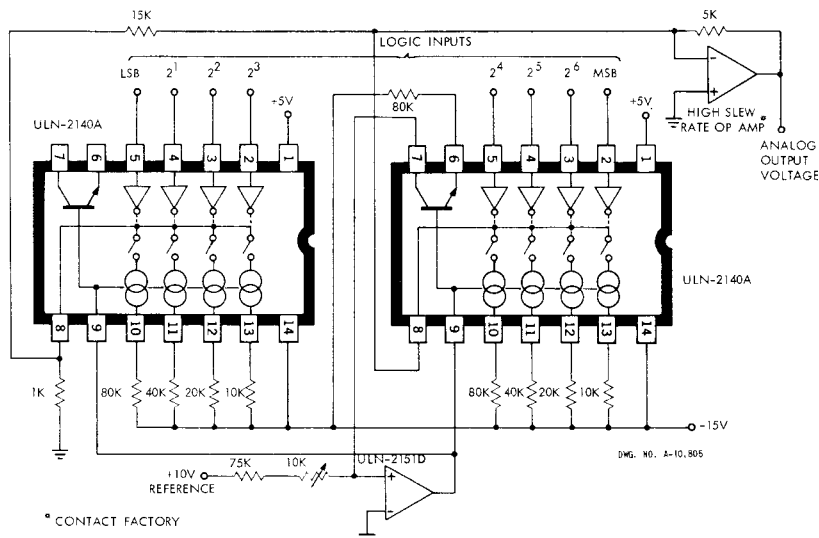 15K
5K
LOGIC INPUTS
LSB 2¹ 2² 2³
2⁴ 2⁵ 2⁶ MSB
+5V
80K
+5V
HIGH SLEW
RATE OP AMP*
ANALOG
OUTPUT
VOLTAGE
ULN-2140A
7 6 5 4 3 2 1
7 6 5 4 3 2 1
ULN-2140A
8 9 10 11 12 13 14
8 9 10 11 12 13 14
1K
80K 40K 20K 10K
80K 40K 20K 10K
-15V
DWG. NO. A-10,805
+10V
REFERENCE
75K
10K
ULN-2151D
* CONTACT FACTORY